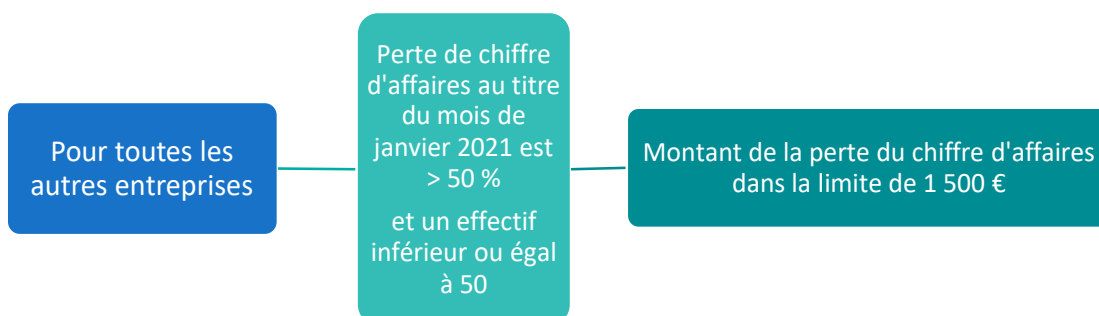 Pour toutes les
autres entreprises
Perte de chiffre
d'affaires au titre
du mois de
janvier 2021 est
> 50 %
et un effectif
inférieur ou égal
à 50
Montant de la perte du chiffre d'affaires
dans la limite de 1 500 €